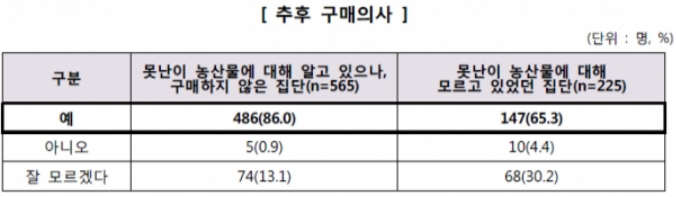 [ 추후 구매의사 ]
(단위 : 명, %)
구분 못난이 농산물에 대해 알고 있으나, 구매하지 않은 집단(n=565) 못난이 농산물에 대해 모르고 있었던 집단(n=225)
예 486(86.0) 147(65.3)
아니오 5(0.9) 10(4.4)
잘 모르겠다 74(13.1) 68(30.2)